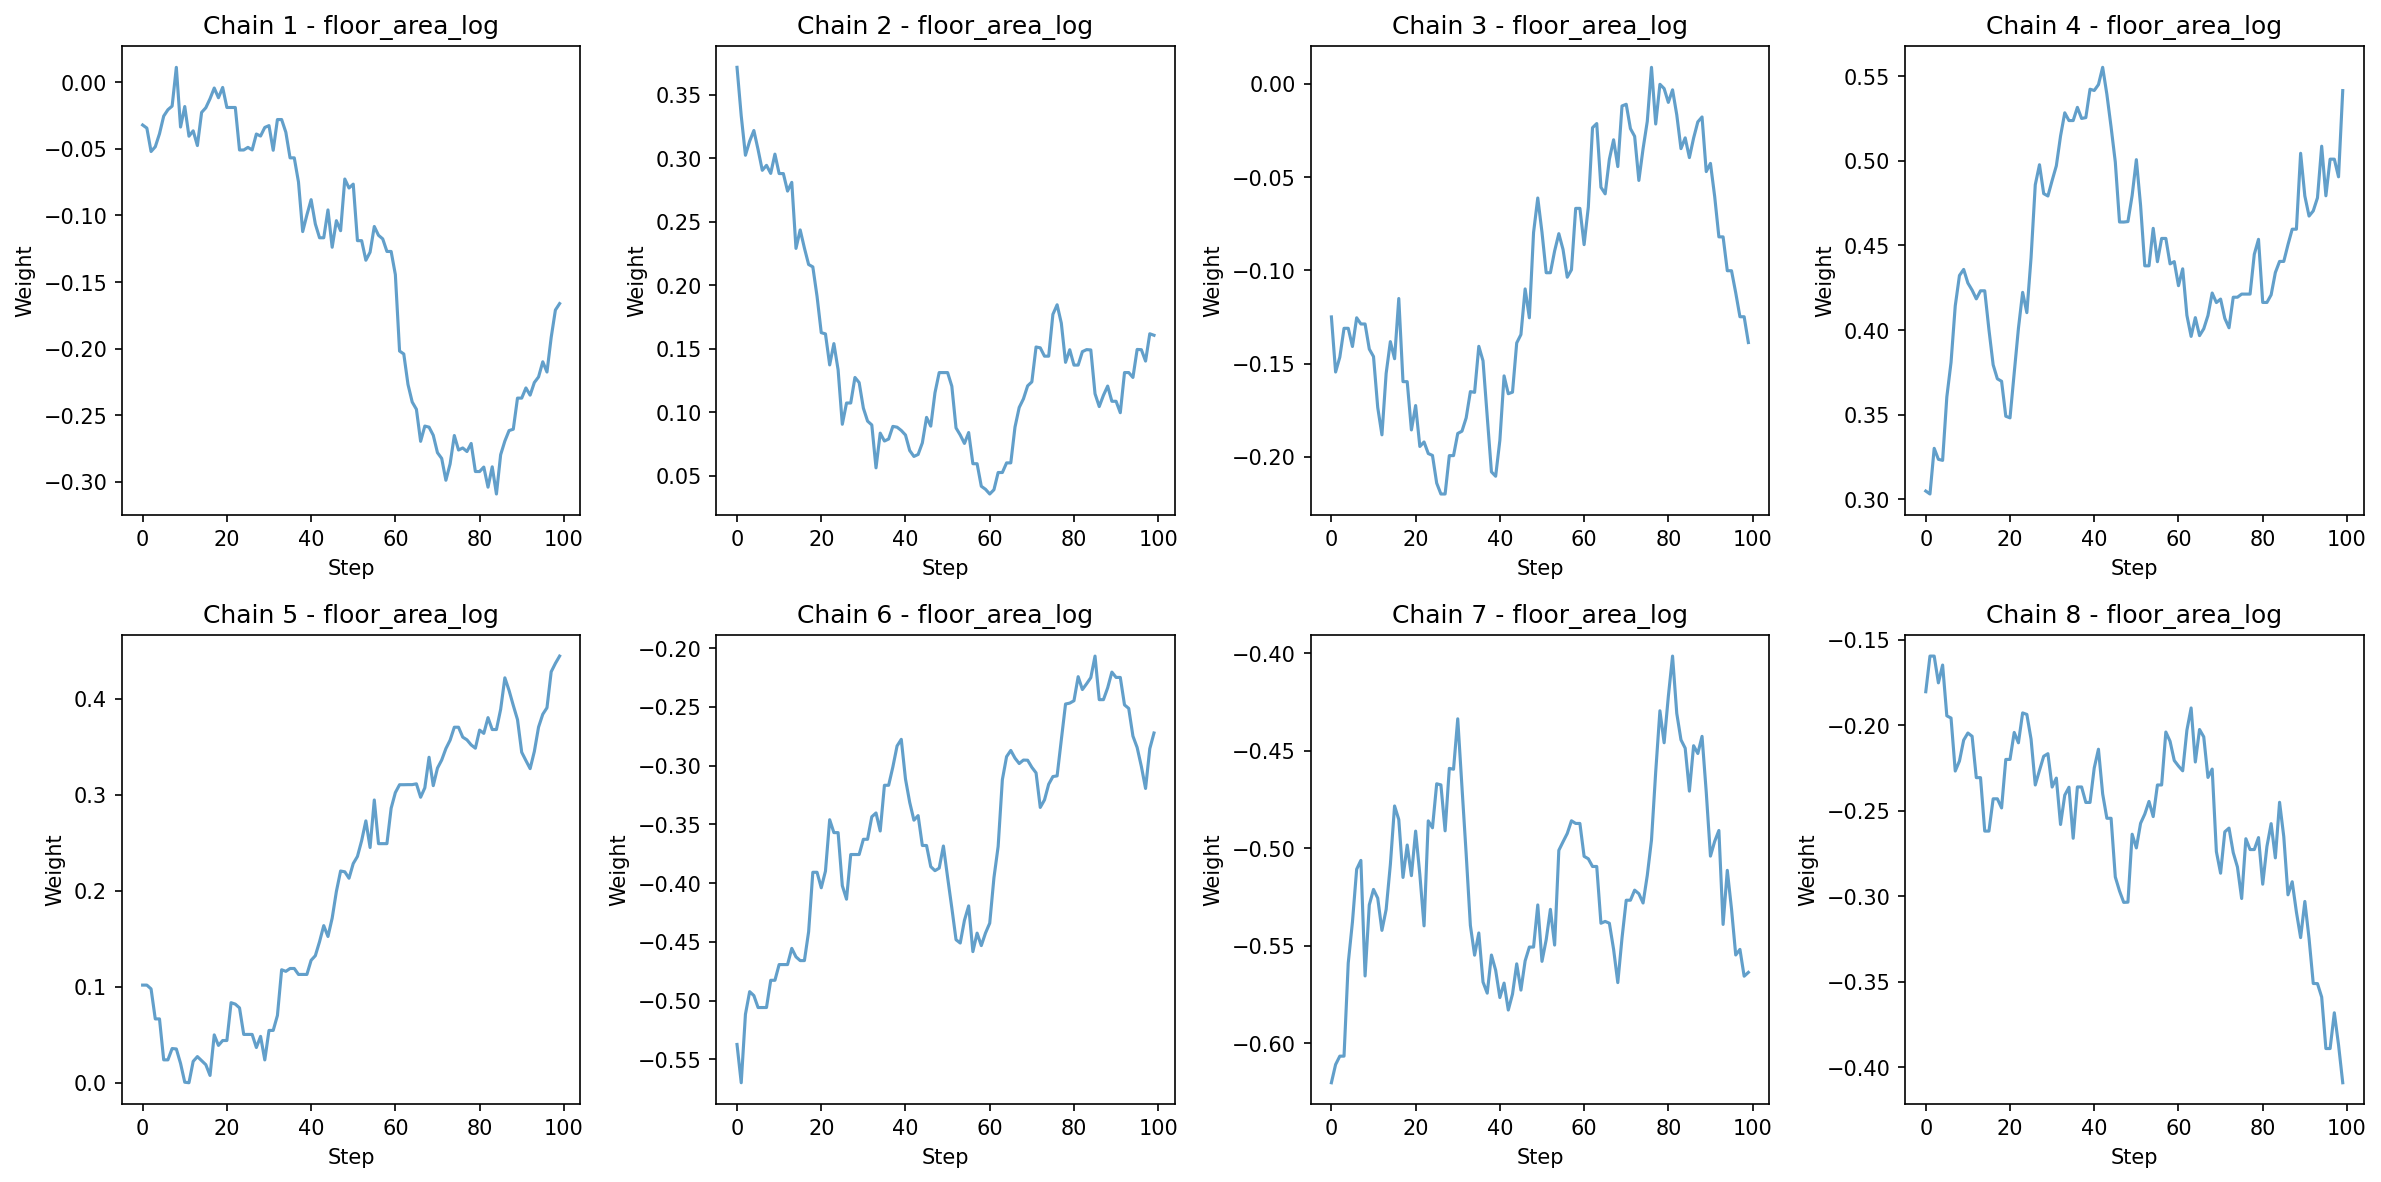 Chain 1 - floor_area_log
Weight
0.00
−0.05
−0.10
−0.15
−0.20
−0.25
−0.30
0 20 40 60 80 100
Step
Chain 2 - floor_area_log
Weight
0.35
0.30
0.25
0.20
0.15
0.10
0.05
0 20 40 60 80 100
Step
Chain 3 - floor_area_log
Weight
0.00
−0.05
−0.10
−0.15
−0.20
0 20 40 60 80 100
Step
Chain 4 - floor_area_log
Weight
0.55
0.50
0.45
0.40
0.35
0.30
0 20 40 60 80 100
Step
Chain 5 - floor_area_log
Weight
0.4
0.3
0.2
0.1
0.0
0 20 40 60 80 100
Step
Chain 6 - floor_area_log
Weight
−0.20
−0.25
−0.30
−0.35
−0.40
−0.45
−0.50
−0.55
0 20 40 60 80 100
Step
Chain 7 - floor_area_log
Weight
−0.40
−0.45
−0.50
−0.55
−0.60
0 20 40 60 80 100
Step
Chain 8 - floor_area_log
Weight
−0.15
−0.20
−0.25
−0.30
−0.35
−0.40
0 20 40 60 80 100
Step